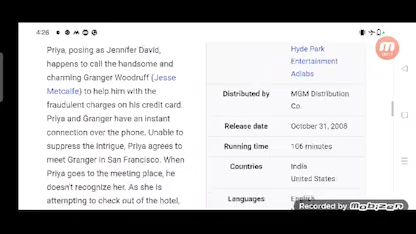 4:26
Priya, posing as Jennifer David,
happens to call the handsome and
charming Granger Woodruff (Jesse
Metcalfe) to help him with the
fraudulent charges on his credit card.
Priya and Granger have an instant
connection over the phone. Unable to
suppress the intrigue, Priya agrees to
meet Granger in San Francisco. When
Priya goes to the meeting place, he
doesn't recognize her. As she is
attempting to check out of the hotel,
Hyde Park
Entertainment
Adlabs
Distributed by MGM Distribution
Co.
Release date October 31, 2008
Running time 106 minutes
Countries India
United States
Languages English
Recorded by Mobizen